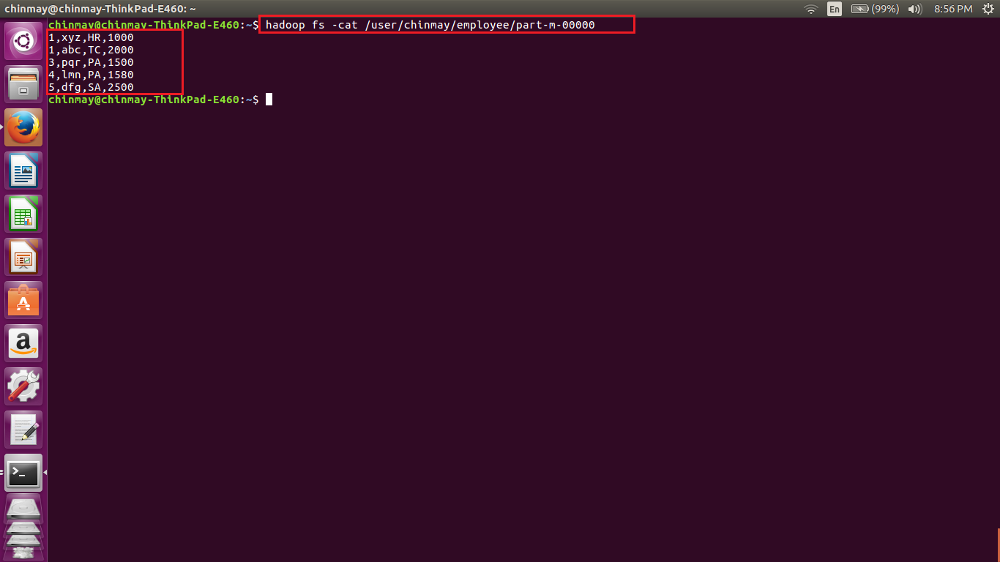 chinmay@chinmay-ThinkPad-E460: ~
En (99%) 8:56 PM
chinmay@chinmay-ThinkPad-E460:~$ hadoop fs -cat /user/chinmay/employee/part-m-00000
1,xyz,HR,1000
1,abc,TC,2000
3,pqr,PA,1500
4,lmn,PA,1580
5,dfg,SA,2500
chinmay@chinmay-ThinkPad-E460:~$
A
a
>_